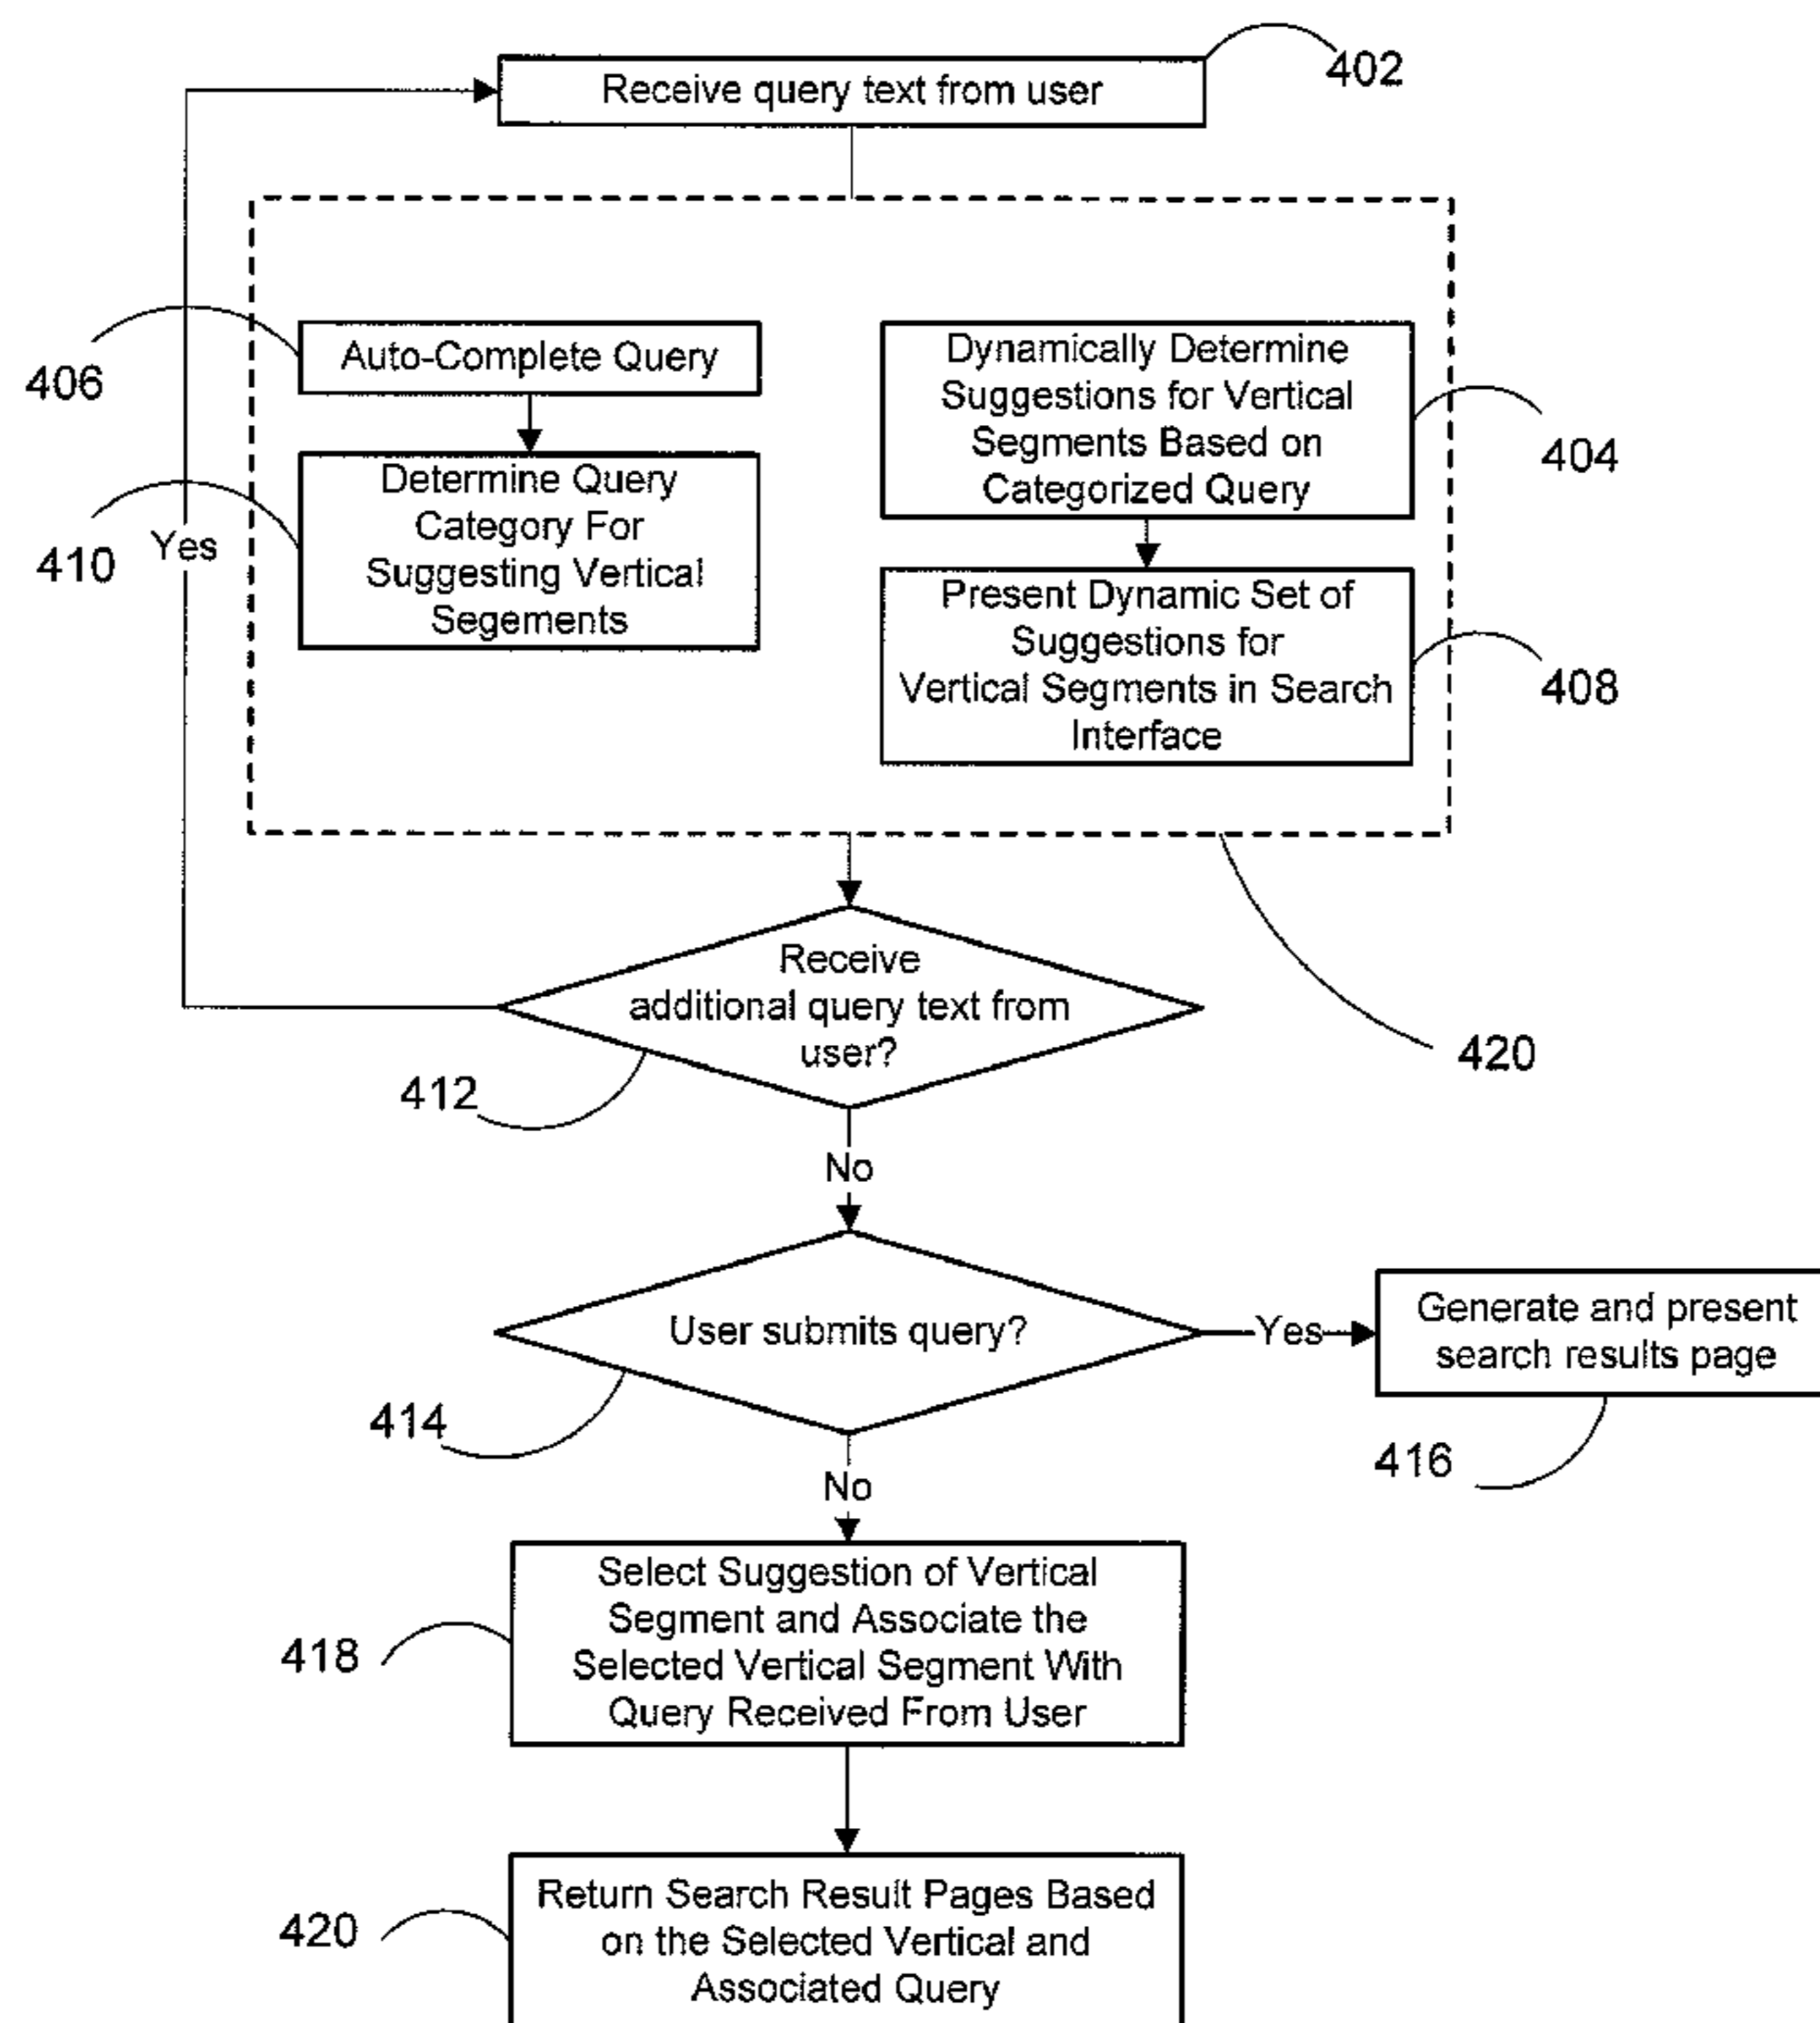 Receive query text from user
402
Auto-Complete Query
406
Determine Query
Category For
Suggesting Vertical
Segements
410
Yes
Dynamically Determine
Suggestions for Vertical
Segments Based on
Categorized Query
404
Present Dynamic Set of
Suggestions for
Vertical Segments in Search
Interface
408
420
Receive
additional query text from
user?
412
No
User submits query?
414
Yes
Generate and present
search results page
416
No
Select Suggestion of Vertical
Segment and Associate the
Selected Vertical Segment With
Query Received From User
418
Return Search Result Pages Based
on the Selected Vertical and
Associated Query
420